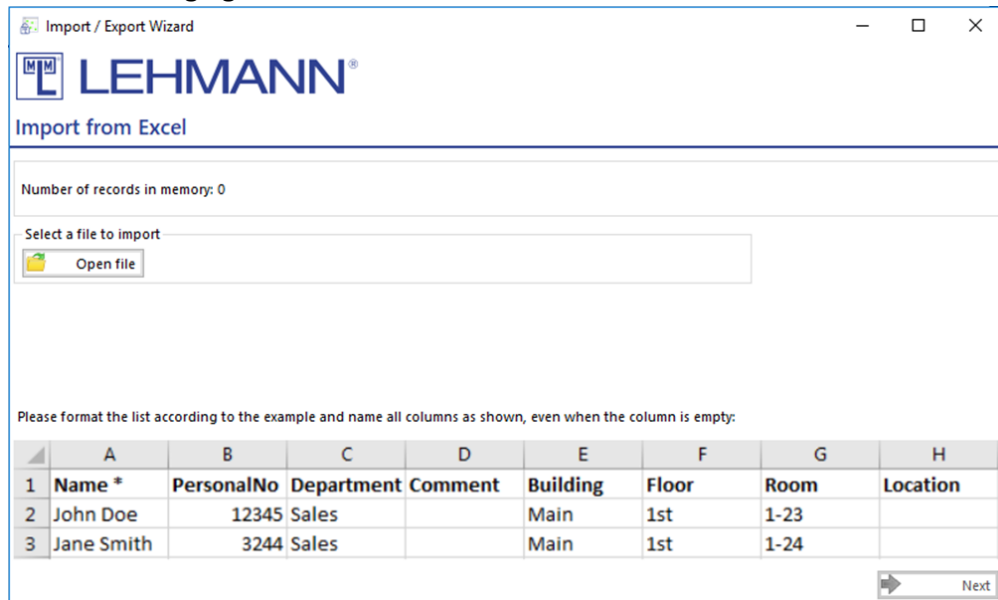 Import / Export Wizard
MLM LEHMANN®
Import from Excel
Number of records in memory: 0
Select a file to import
Open file
Please format the list according to the example and name all columns as shown, even when the column is empty:
A B C D E F G H
1 Name * PersonalNo Department Comment Building Floor Room Location
2 John Doe 12345 Sales Main 1st 1-23
3 Jane Smith 3244 Sales Main 1st 1-24
Next